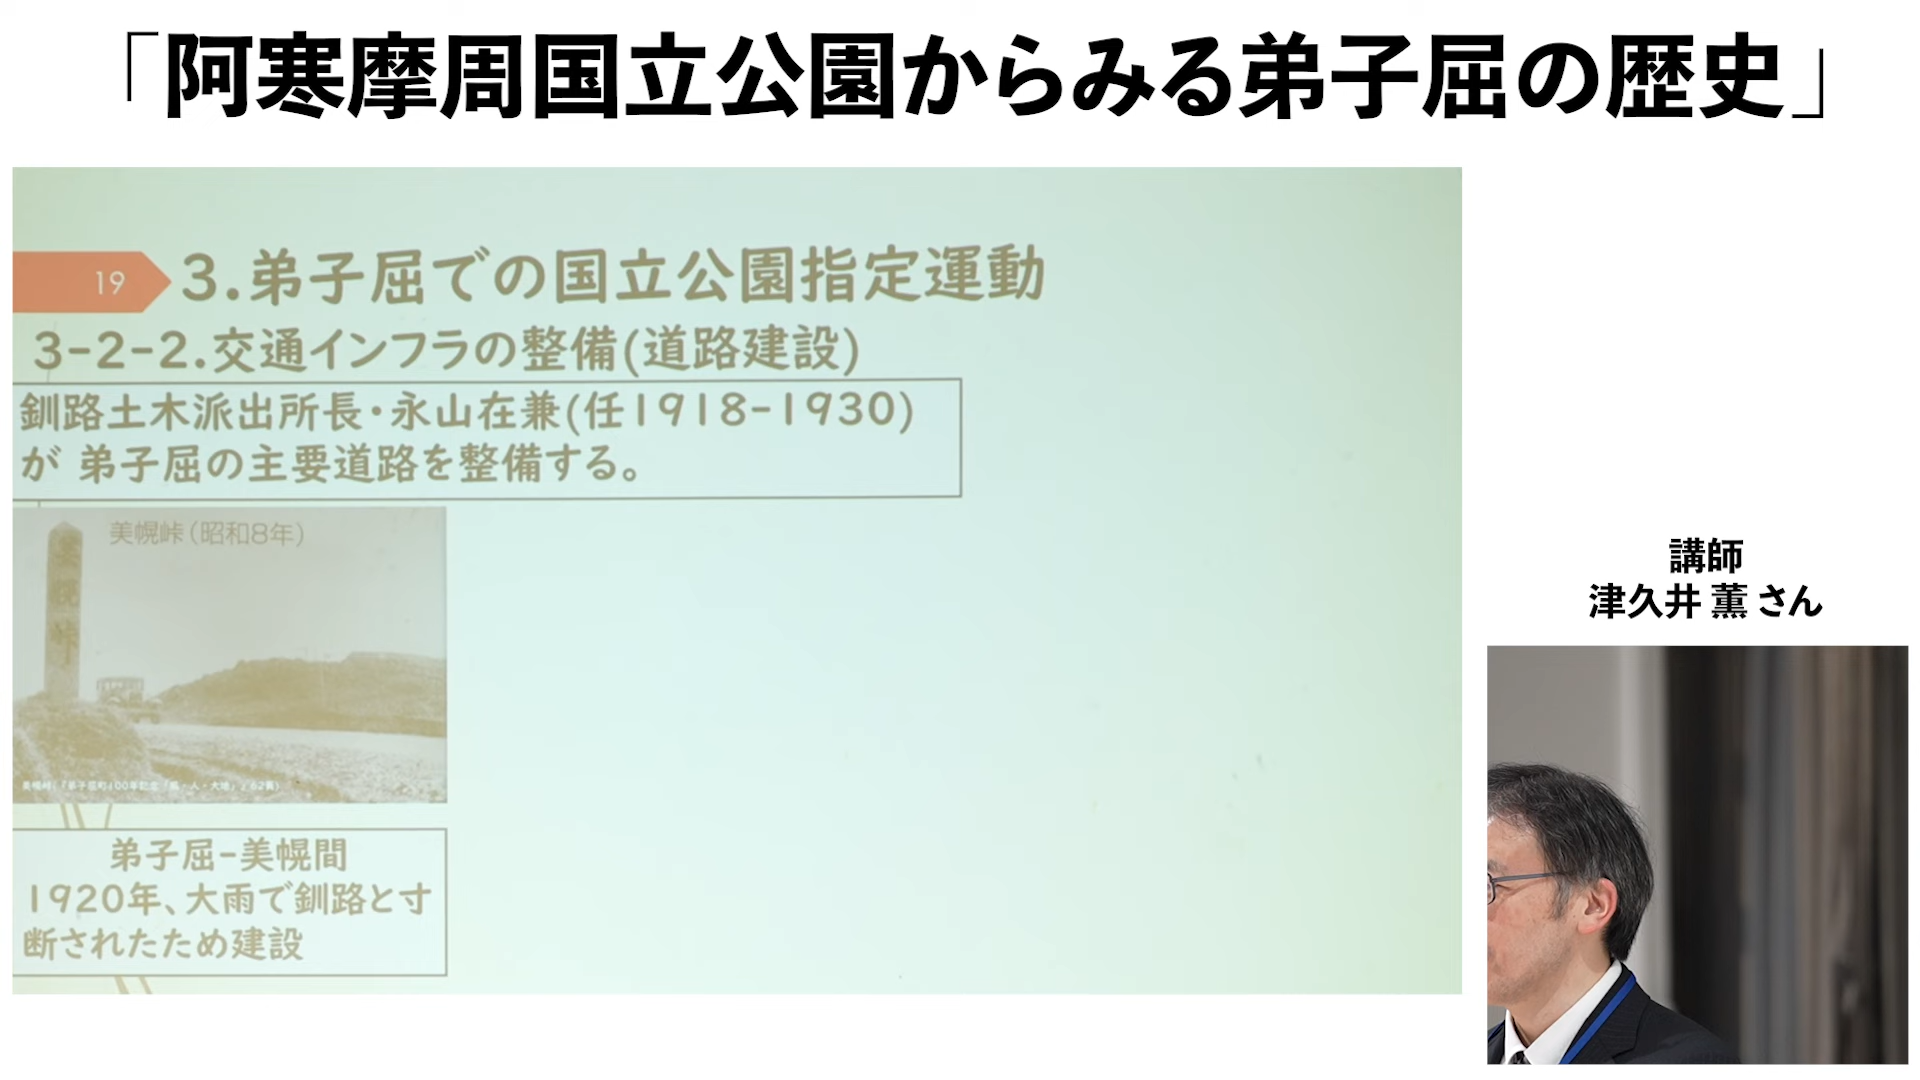 「阿寒摩周国立公園からみる弟子屈の歴史」
19
3.弟子屈での国立公園指定運動
3-2-2.交通インフラの整備(道路建設)
釧路土木派出所長・永山在兼(任1918-1930)
が 弟子屈の主要道路を整備する。
美幌峠(昭和8年)
美幌峠
弟子屈-美幌間
1920年、大雨で釧路と寸
断されたため建設
講師
津久井 薫 さん